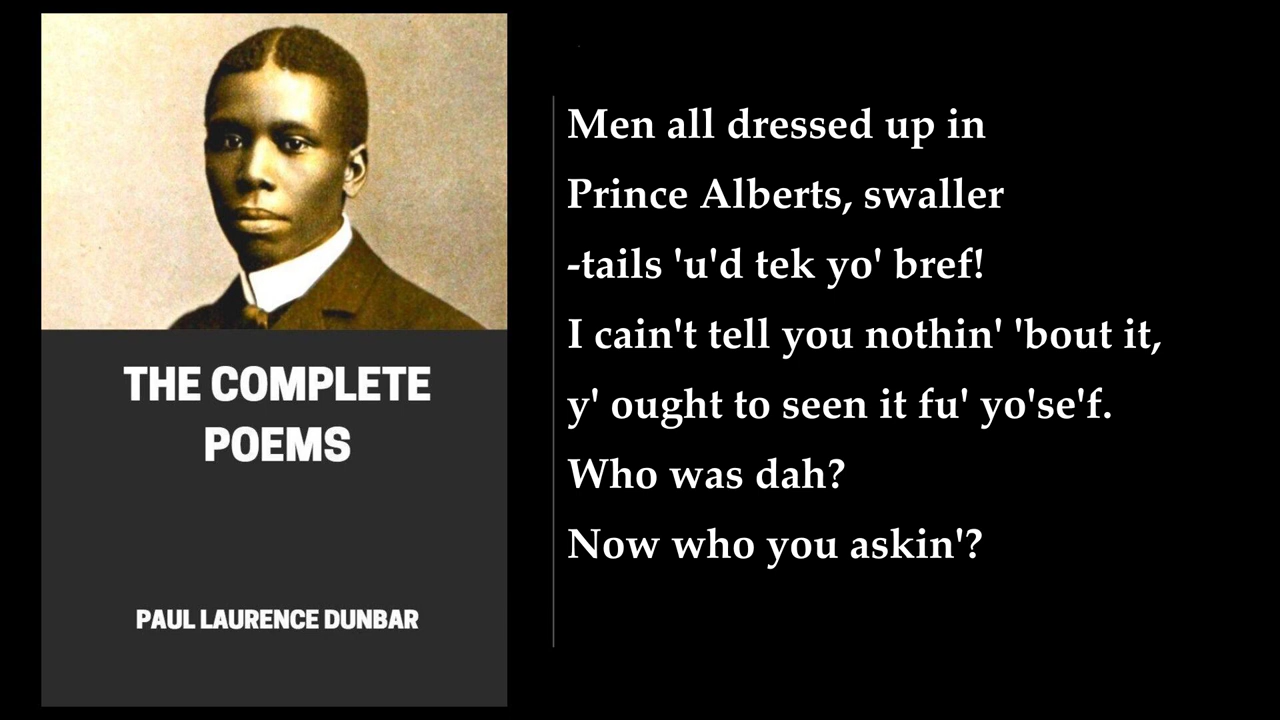 THE COMPLETE
POEMS
PAUL LAURENCE DUNBAR
Men all dressed up in
Prince Alberts, swaller
-tails 'u'd tek yo' bref!
I cain't tell you nothin' 'bout it,
y' ought to seen it fu' yo'se'f.
Who was dah?
Now who you askin'?